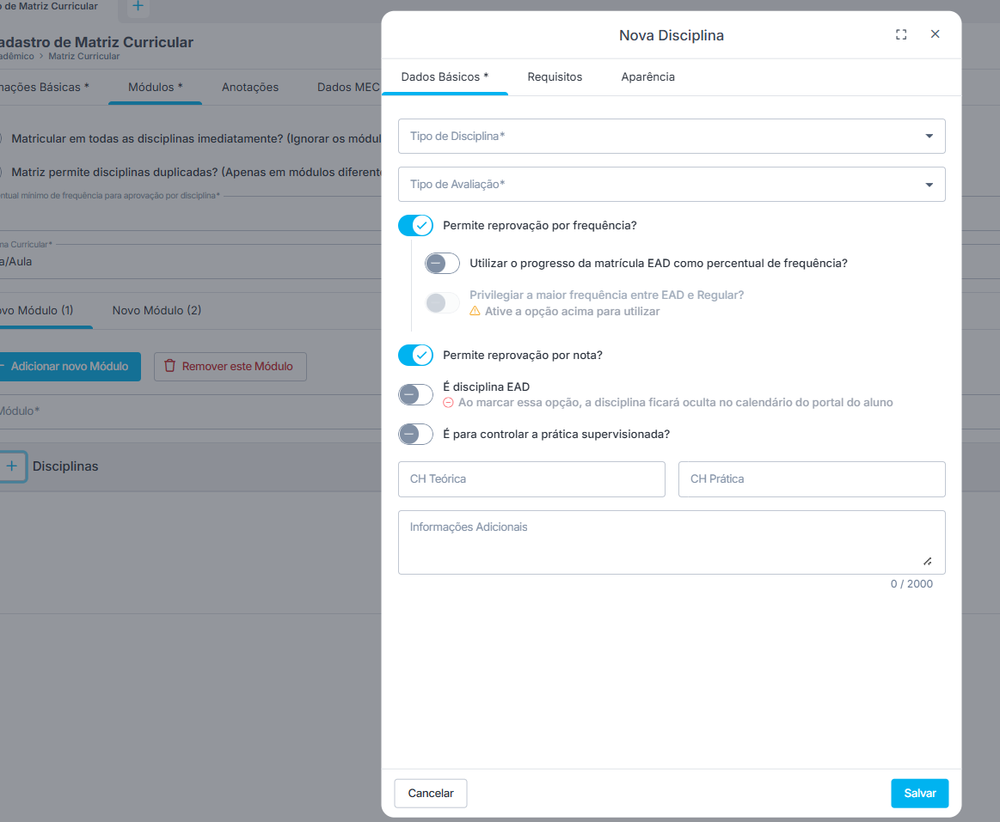 de Matriz Curricular
adastro de Matriz Curricular
adêmico > Matriz Curricular
mações Básicas *
Módulos *
Anotações
Dados MEC
Matricular em todas as disciplinas imediatamente? (Ignorar os módul
Matriz permite disciplinas duplicadas? (Apenas em módulos diferente
entual mínimo de frequência para aprovação por disciplina*
ma Curricular*
a/Aula
ovo Módulo (1)
Novo Módulo (2)
Adicionar novo Módulo
Remover este Módulo
Módulo*
Disciplinas
Nova Disciplina
Dados Básicos *
Requisitos
Aparência
Tipo de Disciplina*
Tipo de Avaliação*
Permite reprovação por frequência?
Utilizar o progresso da matrícula EAD como percentual de frequência?
Privilegiar a maior frequência entre EAD e Regular?
Ative a opção acima para utilizar
Permite reprovação por nota?
É disciplina EAD
Ao marcar essa opção, a disciplina ficará oculta no calendário do portal do aluno
É para controlar a prática supervisionada?
CH Teórica
CH Prática
Informações Adicionais
0 / 2000
Cancelar
Salvar